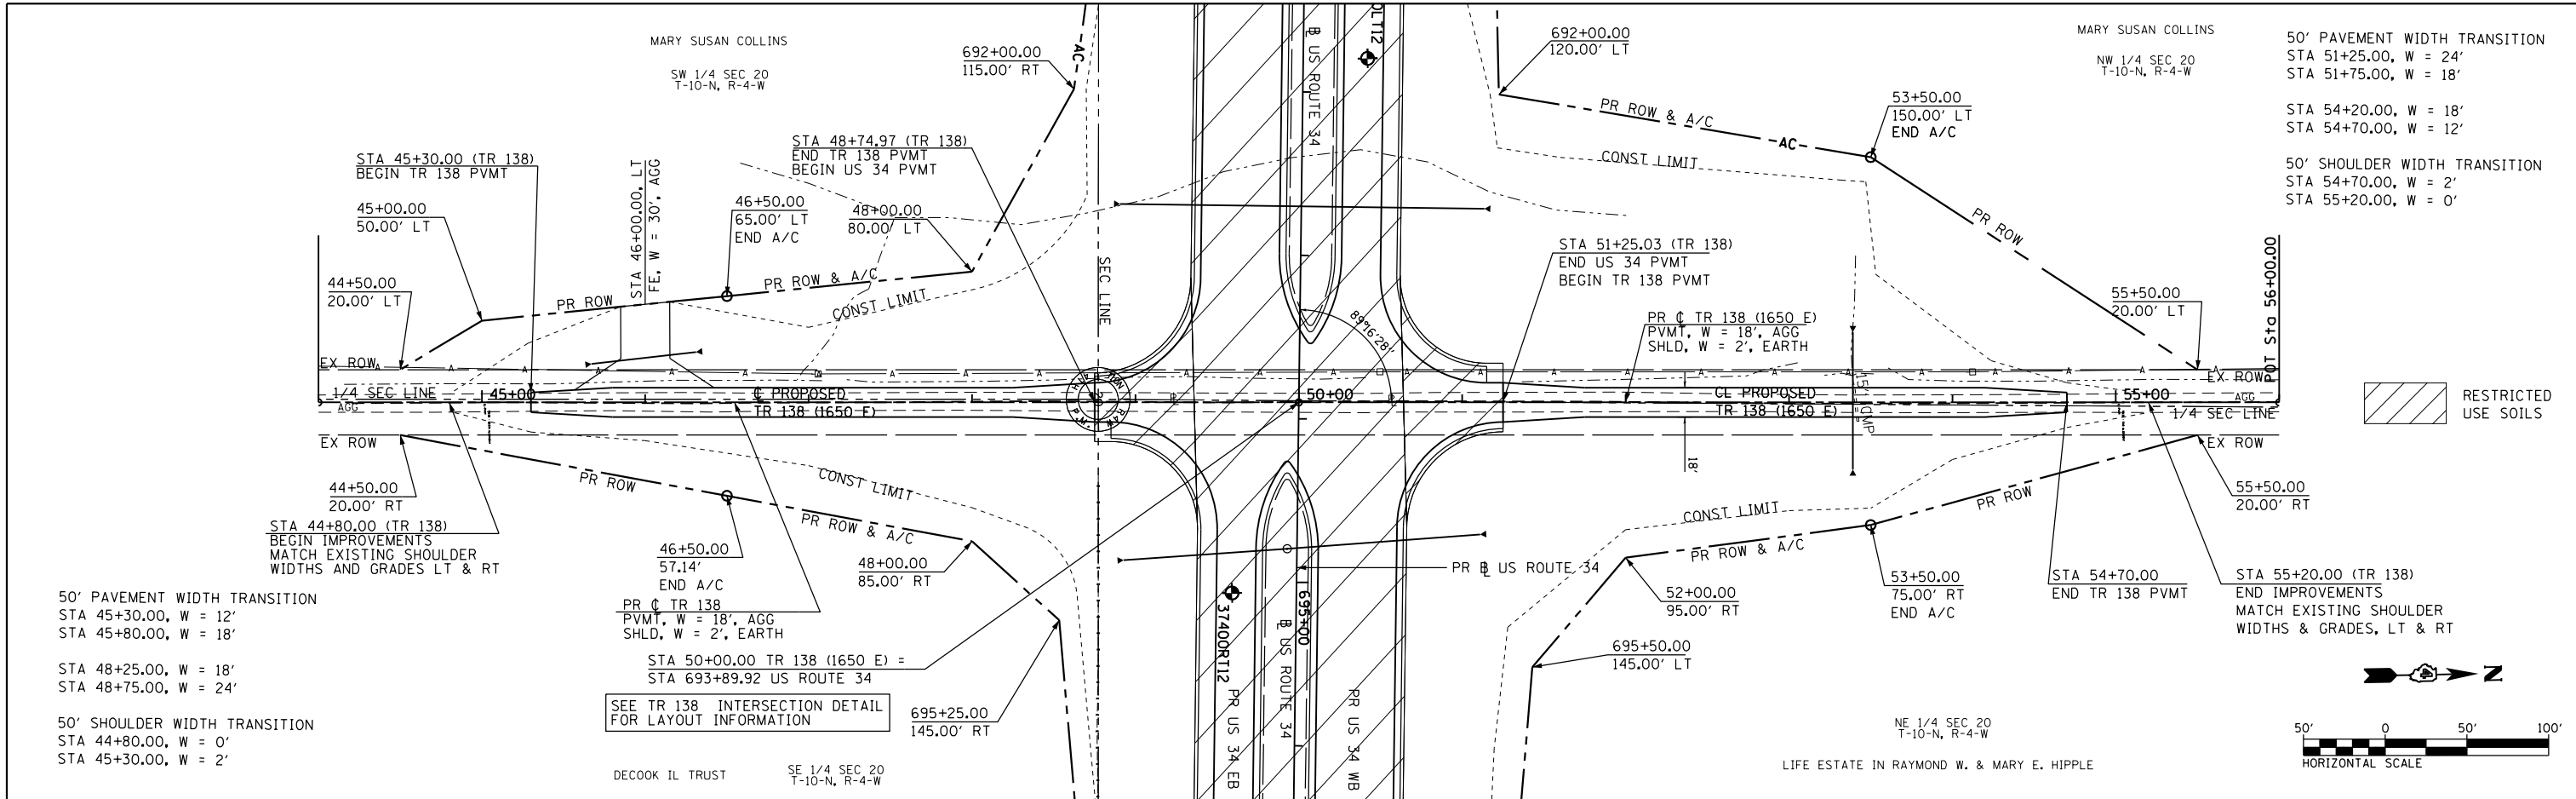 MARY SUSAN COLLINS
SW 1/4 SEC 20
T-10-N, R-4-W
692+00.00
115.00' RT
AC
STA 48+74.97 (TR 138)
END TR 138 PVMT
BEGIN US 34 PVMT
STA 45+30.00 (TR 138)
BEGIN TR 138 PVMT
STA 46+00.00, LT
FE, W = 30', AGG
45+00.00
50.00' LT
46+50.00
65.00' LT
END A/C
48+00.00
80.00' LT
44+50.00
20.00' LT
PR ROW
PR ROW & A/C
CONST LIMIT
SEC LINE
EX ROW
1/4 SEC LINE
AGG
45+00
℄ PROPOSED
TR 138 (1650 E)
EX ROW
44+50.00
20.00' RT
PR ROW
CONST LIMIT
PR ROW & A/C
STA 44+80.00 (TR 138)
BEGIN IMPROVEMENTS
MATCH EXISTING SHOULDER
WIDTHS AND GRADES LT & RT
46+50.00
57.14'
END A/C
48+00.00
85.00' RT
PR ℄ TR 138
PVMT, W = 18', AGG
SHLD, W = 2', EARTH
STA 50+00.00 TR 138 (1650 E) =
STA 693+89.92 US ROUTE 34
SEE TR 138 INTERSECTION DETAIL
FOR LAYOUT INFORMATION
695+25.00
145.00' RT
50' PAVEMENT WIDTH TRANSITION
STA 45+30.00, W = 12'
STA 45+80.00, W = 18'
STA 48+25.00, W = 18'
STA 48+75.00, W = 24'
50' SHOULDER WIDTH TRANSITION
STA 44+80.00, W = 0'
STA 45+30.00, W = 2'
DECOOK IL TRUST
SE 1/4 SEC 20
T-10-N, R-4-W
B US ROUTE 34
OLT12
89°16'28"
50+00
37400RT12
695+00
B US ROUTE 34
PR US 34 EB
PR US 34 WB
PR B US ROUTE 34
692+00.00
120.00' LT
PR ROW & A/C
AC
CONST LIMIT
53+50.00
150.00' LT
END A/C
PR ROW
MARY SUSAN COLLINS
NW 1/4 SEC 20
T-10-N, R-4-W
50' PAVEMENT WIDTH TRANSITION
STA 51+25.00, W = 24'
STA 51+75.00, W = 18'
STA 54+20.00, W = 18'
STA 54+70.00, W = 12'
50' SHOULDER WIDTH TRANSITION
STA 54+70.00, W = 2'
STA 55+20.00, W = 0'
STA 51+25.03 (TR 138)
END US 34 PVMT
BEGIN TR 138 PVMT
PR ℄ TR 138 (1650 E)
PVMT, W = 18', AGG
SHLD, W = 2', EARTH
55+50.00
20.00' LT
POT Sta 56+00.00
CL PROPOSED
TR 138 (1650 E)
CMP
18'
55+00
EX ROW
AGG
1/4 SEC LINE
EX ROW
CONST LIMIT
PR ROW & A/C
PR ROW
52+00.00
95.00' RT
53+50.00
75.00' RT
END A/C
695+50.00
145.00' LT
STA 54+70.00
END TR 138 PVMT
55+50.00
20.00' RT
STA 55+20.00 (TR 138)
END IMPROVEMENTS
MATCH EXISTING SHOULDER
WIDTHS & GRADES, LT & RT
RESTRICTED
USE SOILS
N
NE 1/4 SEC 20
T-10-N, R-4-W
LIFE ESTATE IN RAYMOND W. & MARY E. HIPPLE
50' 0 50' 100'
HORIZONTAL SCALE